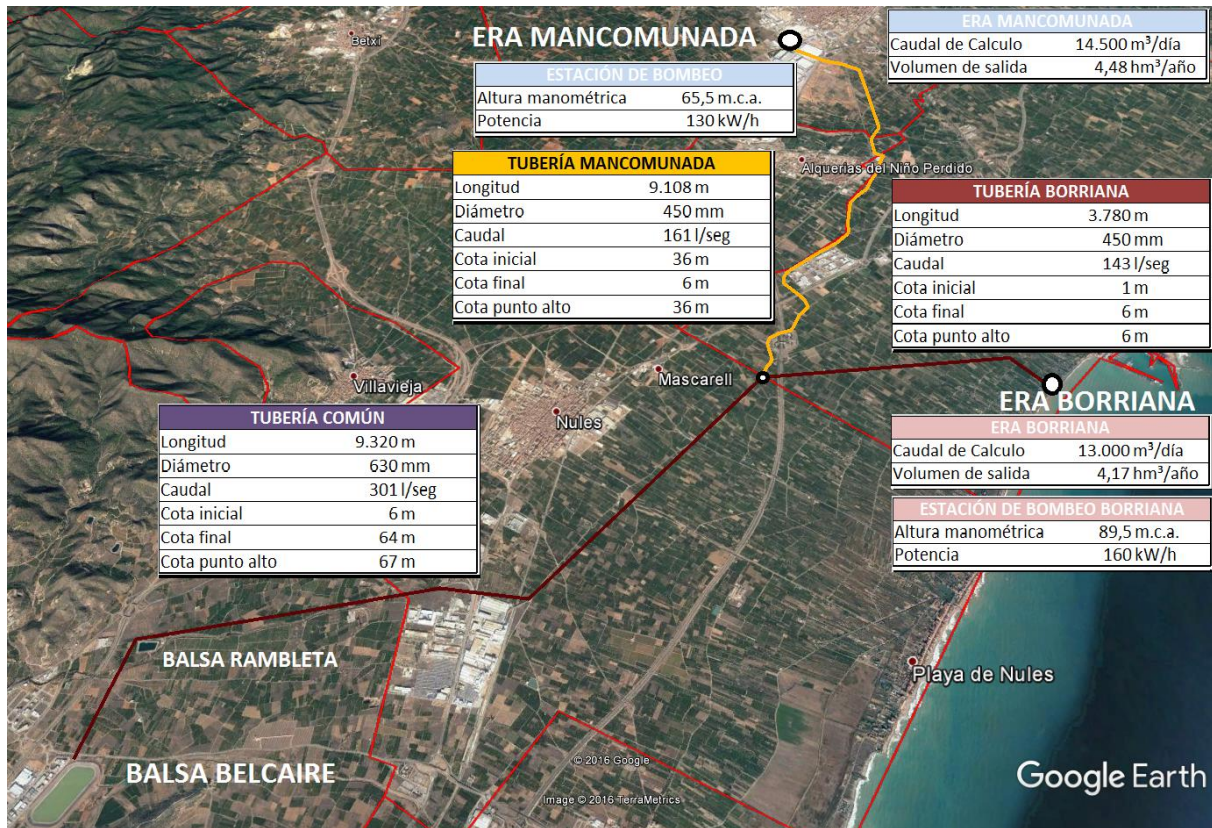 Betxi
ERA MANCOMUNADA
ERA MANCOMUNADA
Caudal de Calculo 14.500 m³/día
Volumen de salida 4,48 hm³/año
ESTACIÓN DE BOMBEO
Altura manométrica 65,5 m.c.a.
Potencia 130 kW/h
TUBERÍA MANCOMUNADA
Longitud 9.108 m
Diámetro 450 mm
Caudal 161 l/seg
Cota inicial 36 m
Cota final 6 m
Cota punto alto 36 m
Alquerías del Niño Perdido
TUBERÍA BORRIANA
Longitud 3.780 m
Diámetro 450 mm
Caudal 143 l/seg
Cota inicial 1 m
Cota final 6 m
Cota punto alto 6 m
Villavieja
Mascarell
Nules
ERA BORRIANA
TUBERÍA COMÚN
Longitud 9.320 m
Diámetro 630 mm
Caudal 301 l/seg
Cota inicial 6 m
Cota final 64 m
Cota punto alto 67 m
ERA BORRIANA
Caudal de Calculo 13.000 m³/día
Volumen de salida 4,17 hm³/año
ESTACIÓN DE BOMBEO BORRIANA
Altura manométrica 89,5 m.c.a.
Potencia 160 kW/h
BALSA RAMBLETA
Playa de Nules
BALSA BELCAIRE
© 2016 Google
Image © 2016 TerraMetrics
Google Earth